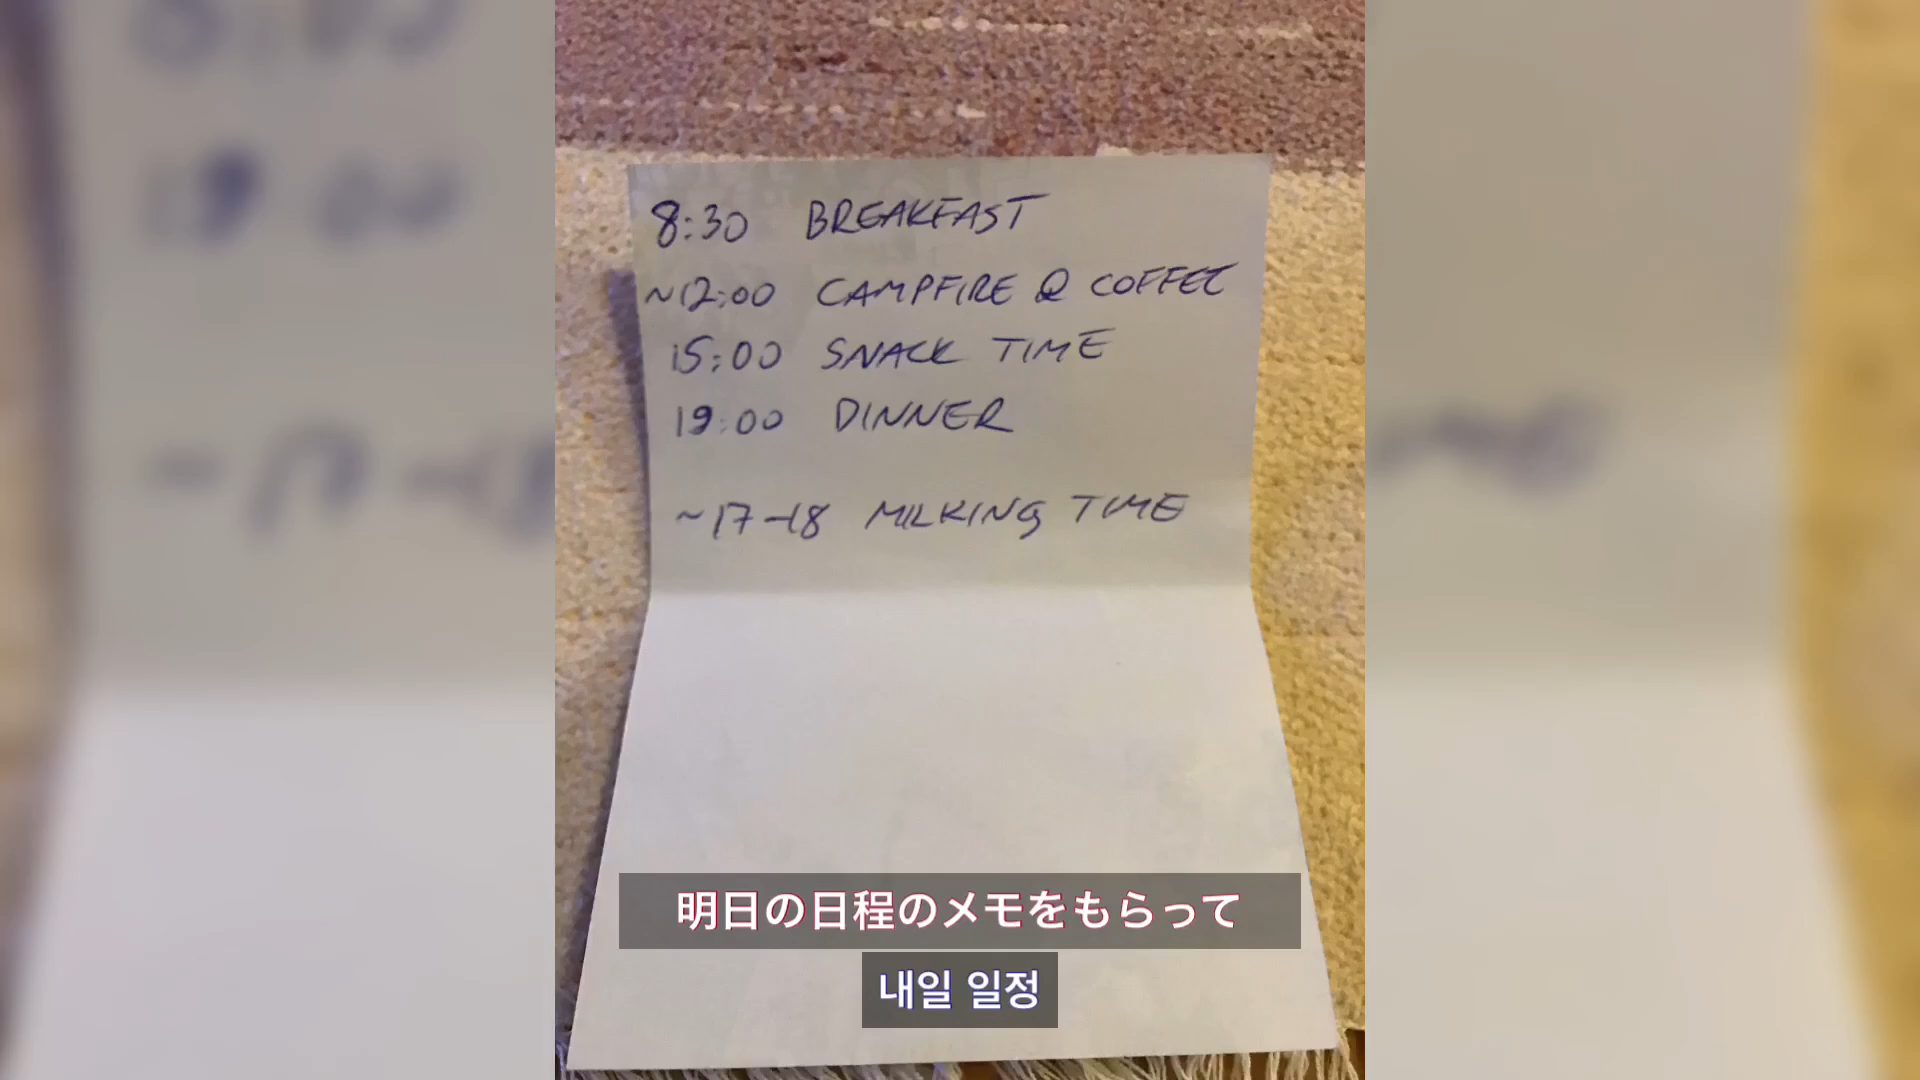 8:30 BREAKFAST
~12:00 CAMPFIRE & COFFEE
15:00 SNACK TIME
19:00 DINNER
~17-18 MILKING TIME
明日の日程のメモをもらって
내일 일정